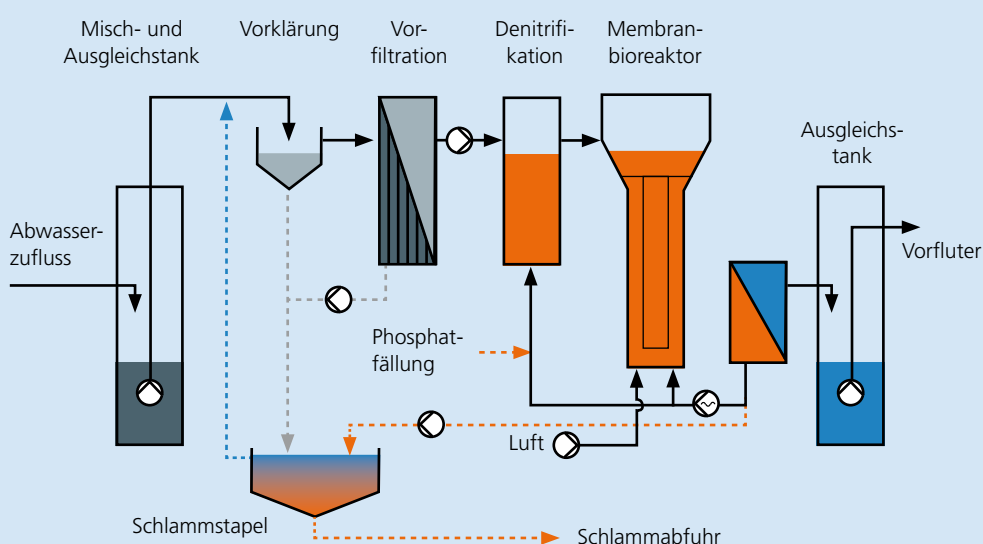 Misch- und
Ausgleichstank
Vorklärung
Vor-
filtration
Denitrifi-
kation
Membran-
bioreaktor
Ausgleichs-
tank
Abwasser-
zufluss
Vorfluter
Phosphat-
fällung
Luft
Schlammstapel
Schlammabfuhr